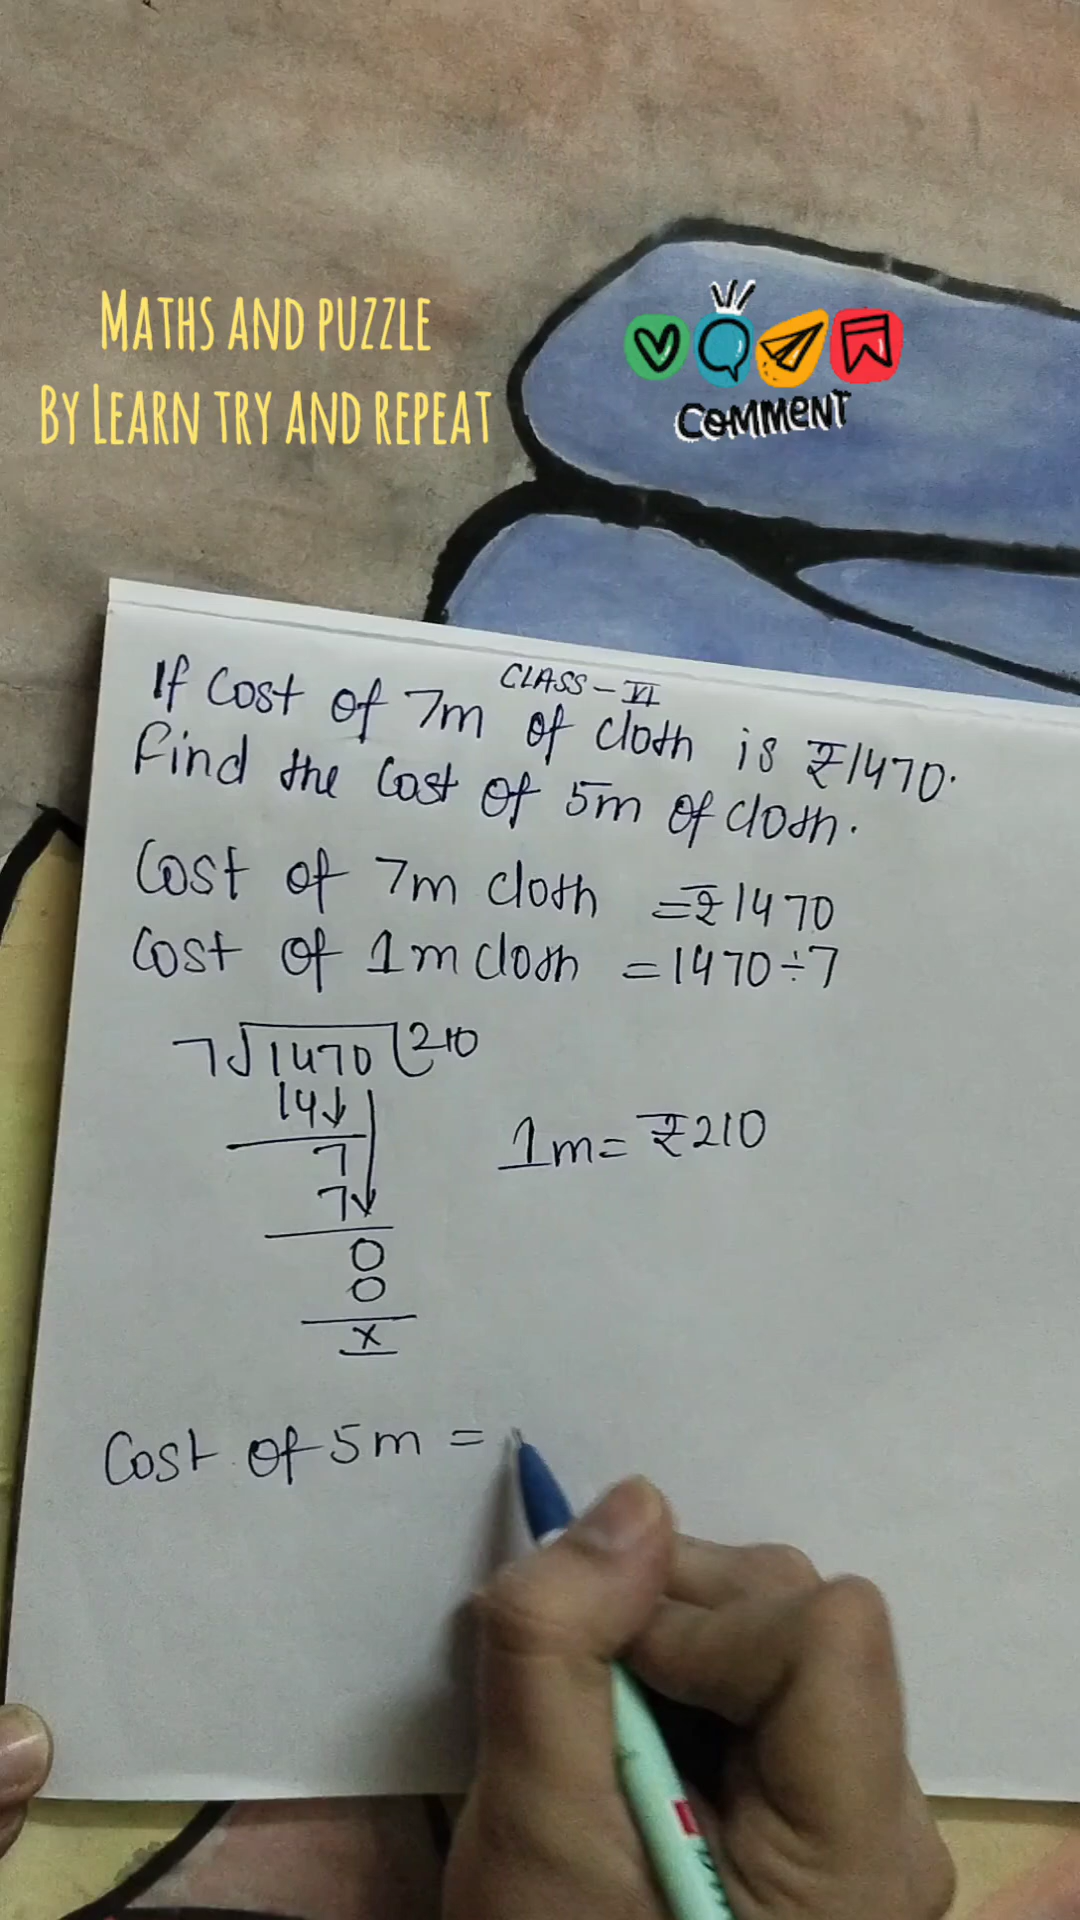 MATHS AND PUZZLE
BY LEARN TRY AND REPEAT
COMMENT
CLASS - VI
If Cost of 7m of cloth is ₹1470.
Find the Cost of 5m of cloth.
Cost of 7m cloth = ₹1470
Cost of 1m cloth = 1470÷7
7 1470 210
14
7
1m = ₹210
7
0
0
x
Cost of 5m =